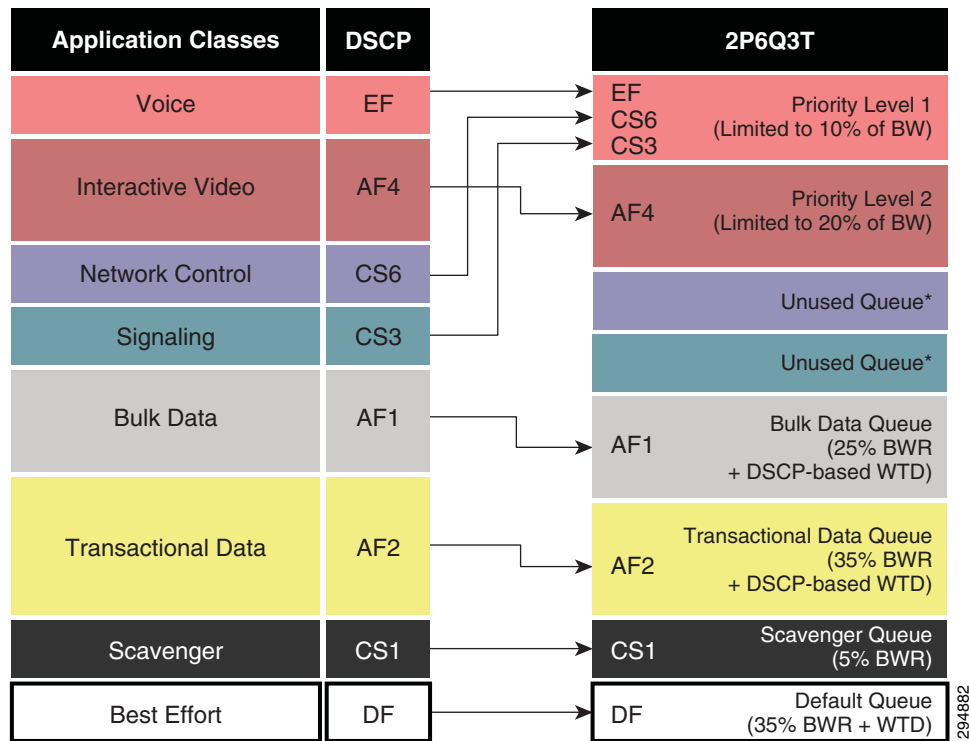 Application Classes
DSCP
2P6Q3T
Voice
EF
EF
CS6
CS3
Priority Level 1
(Limited to 10% of BW)
Interactive Video
AF4
AF4
Priority Level 2
(Limited to 20% of BW)
Network Control
CS6
Unused Queue*
Signaling
CS3
Unused Queue*
Bulk Data
AF1
AF1
Bulk Data Queue
(25% BWR
+ DSCP-based WTD)
Transactional Data
AF2
AF2
Transactional Data Queue
(35% BWR
+ DSCP-based WTD)
Scavenger
CS1
CS1
Scavenger Queue
(5% BWR)
Best Effort
DF
DF
Default Queue
(35% BWR + WTD)
294882